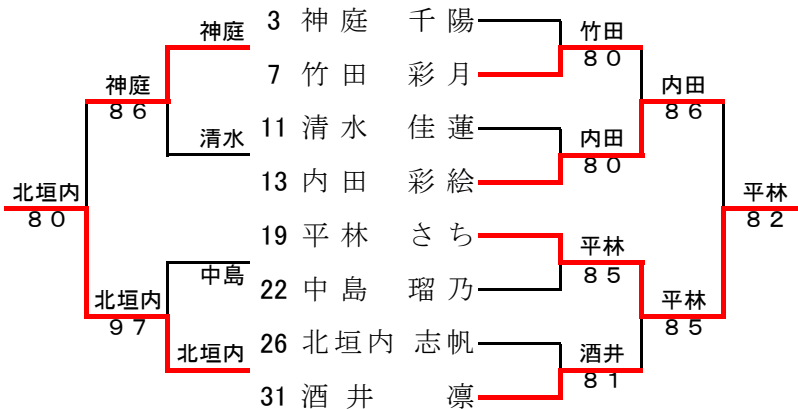 3 神庭 千陽
神庭
竹田
８０
7 竹田 彩月
神庭
８６
内田
８６
11 清水 佳蓮
清水
内田
８０
13 内田 彩絵
北垣内
８０
平林
８２
19 平林 さち
平林
８５
中島
22 中島 瑠乃
北垣内
９７
平林
８５
26 北垣内 志帆
北垣内
酒井
８１
31 酒井 凛